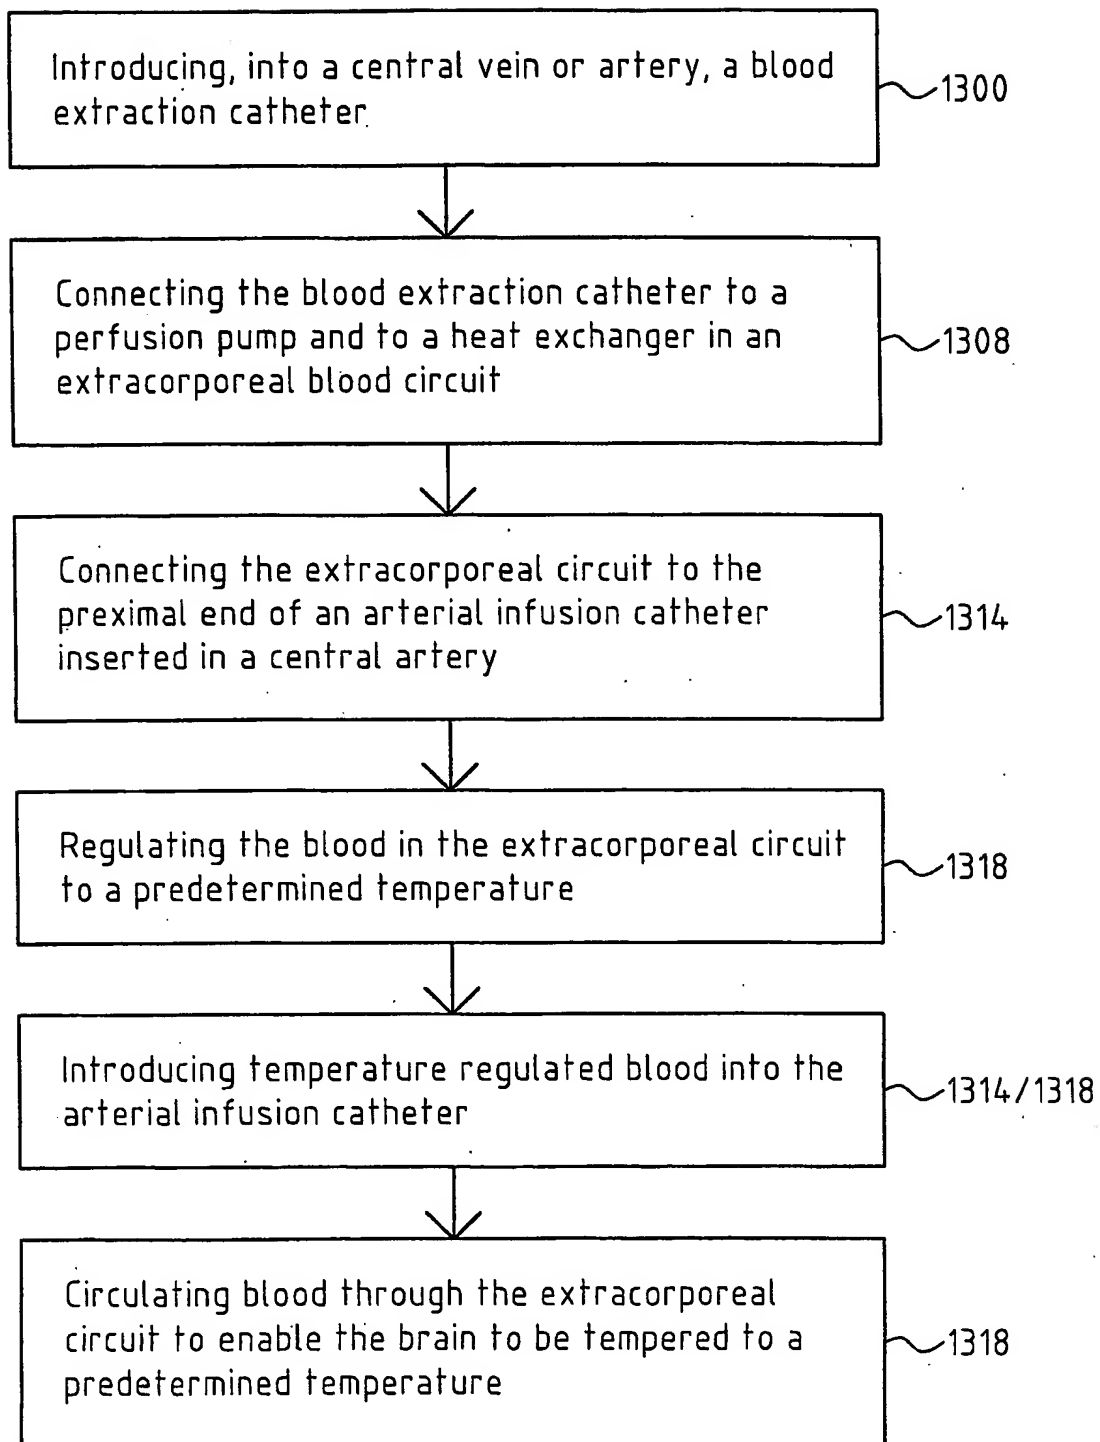 Introducing, into a central vein or artery, a blood
extraction catheter
1300
Connecting the blood extraction catheter to a
perfusion pump and to a heat exchanger in an
extracorporeal blood circuit
1308
Connecting the extracorporeal circuit to the
preximal end of an arterial infusion catheter
inserted in a central artery
1314
Regulating the blood in the extracorporeal circuit
to a predetermined temperature
1318
Introducing temperature regulated blood into the
arterial infusion catheter
1314/1318
Circulating blood through the extracorporeal
circuit to enable the brain to be tempered to a
predetermined temperature
1318